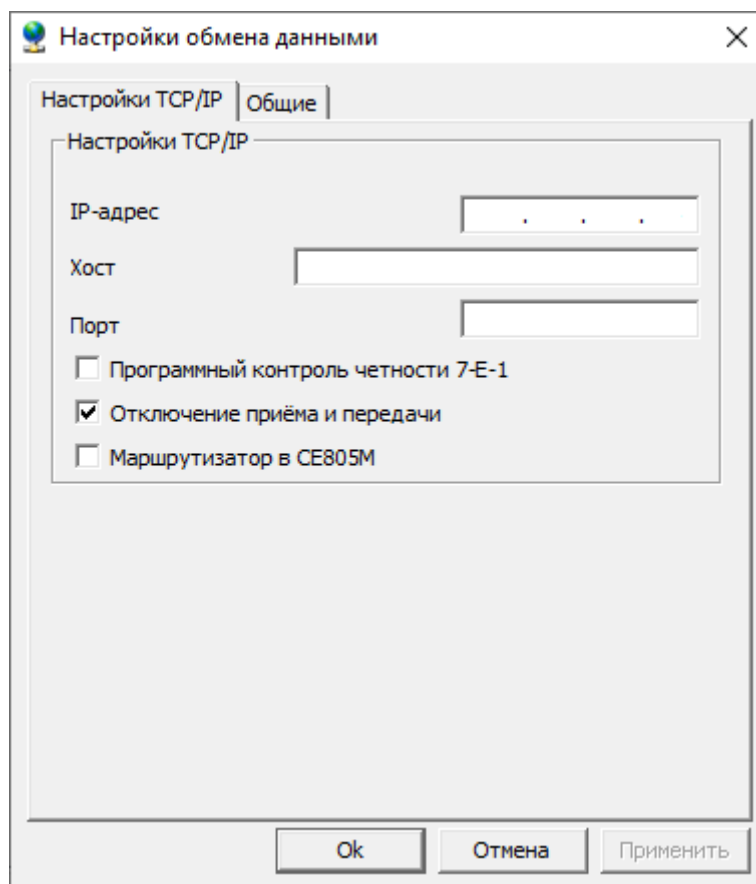 Настройки обмена данными
Настройки TCP/IP Общие
Настройки TCP/IP
IP-адрес . . .
Хост
Порт
Программный контроль четности 7-E-1
Отключение приёма и передачи
Маршрутизатор в CE805M
Ok Отмена Применить